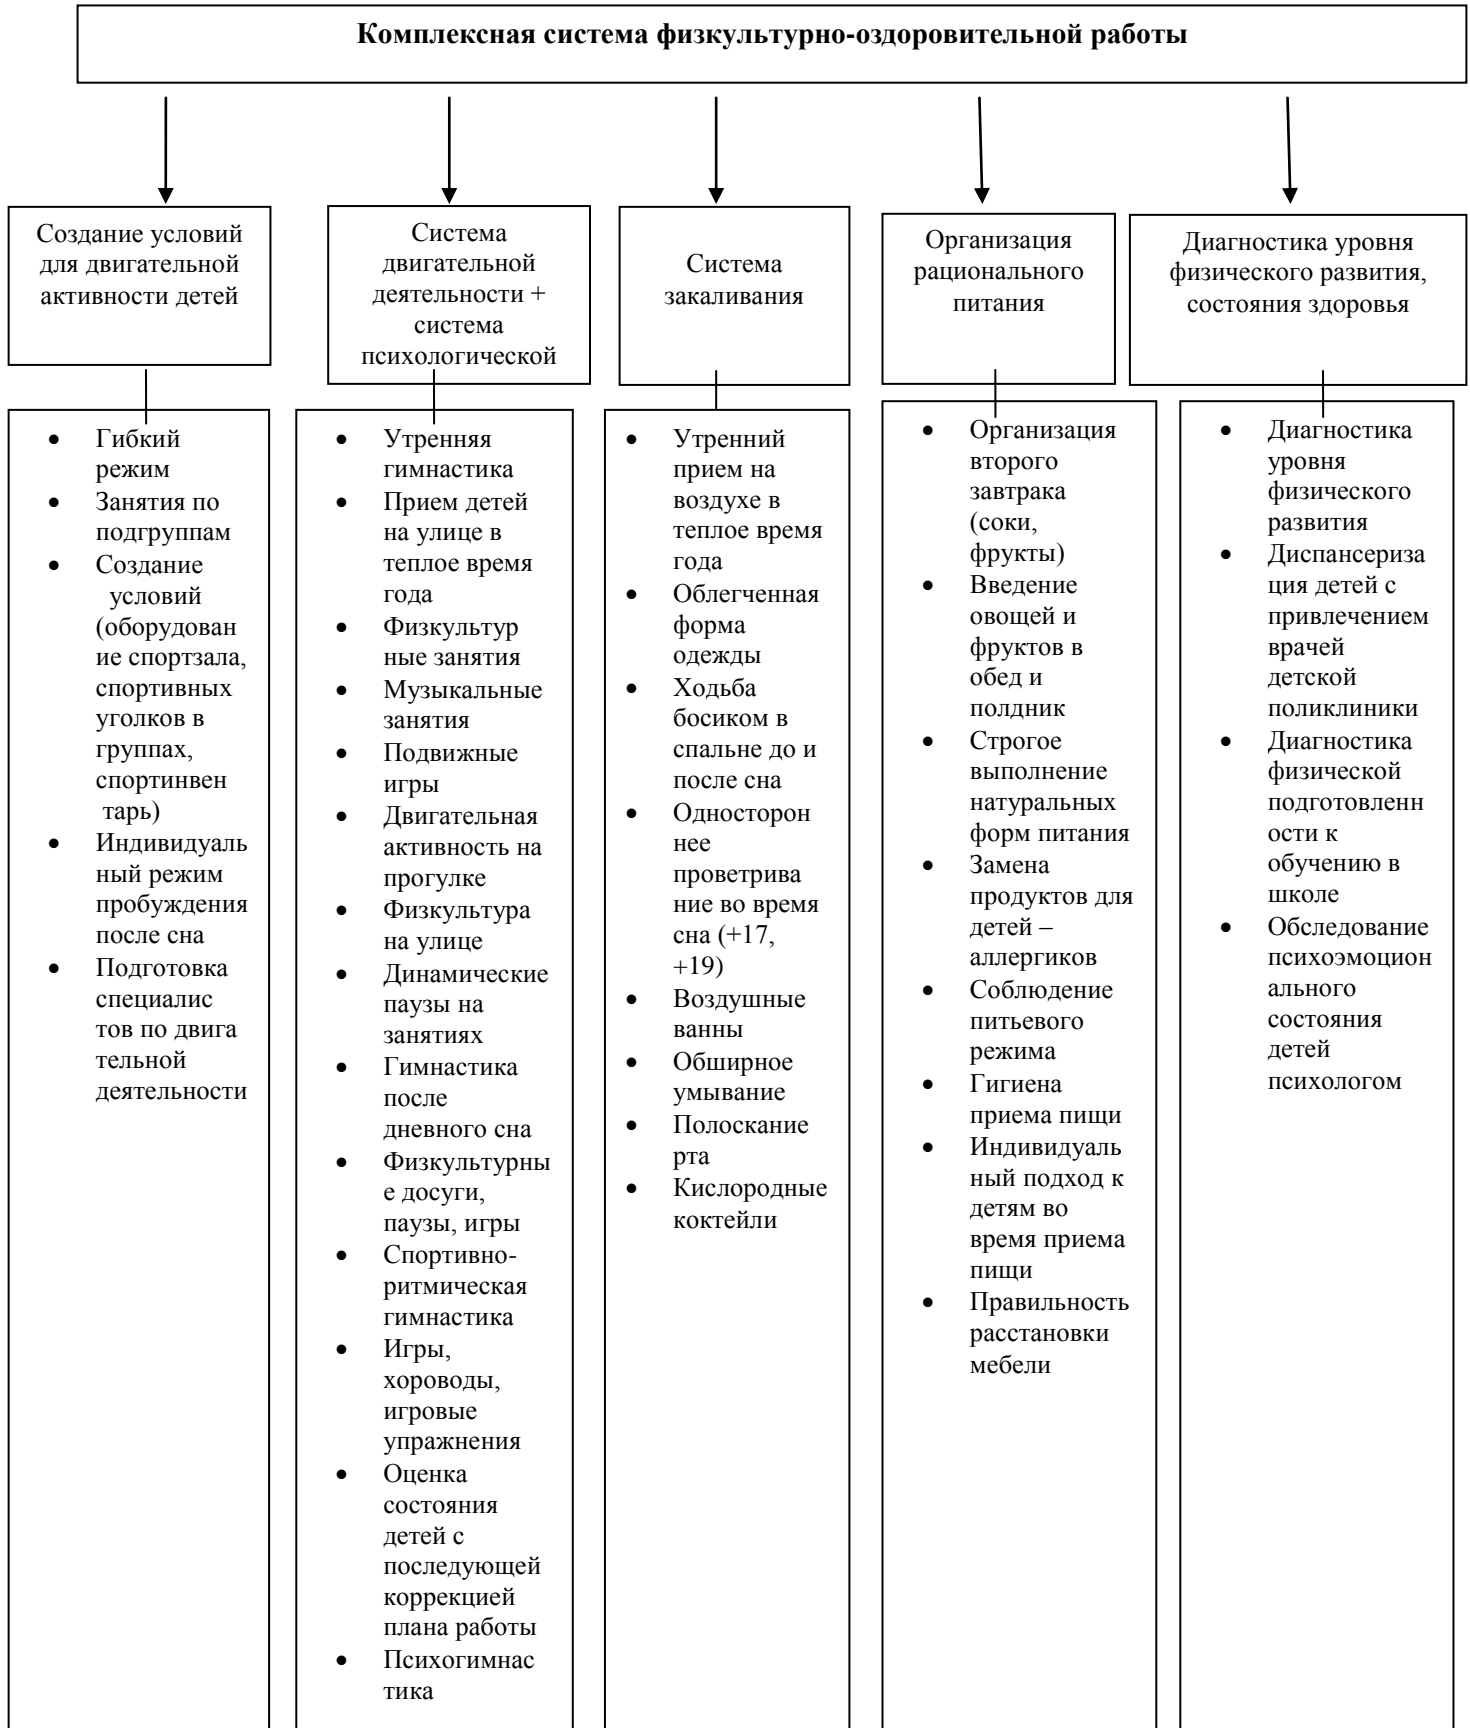 Комплексная система физкультурно-оздоровительной работы
Создание условий
для двигательной
активности детей
Система
двигательной
деятельности +
система
психологической
Система
закаливания
Организация
рационального
питания
Диагностика уровня
физического развития,
состояния здоровья
• Гибкий
режим
• Занятия по
подгруппам
• Создание
условий
(оборудован
ие спортзала,
спортивных
уголков в
группах,
спортинвен
тарь)
• Индивидуаль
ный режим
пробуждения
после сна
• Подготовка
специалис
тов по двига
тельной
деятельности
• Утренняя
гимнастика
• Прием детей
на улице в
теплое время
года
• Физкультур
ные занятия
• Музыкальные
занятия
• Подвижные
игры
• Двигательная
активность на
прогулке
• Физкультура
на улице
• Динамические
паузы на
занятиях
• Гимнастика
после
дневного сна
• Физкультурны
е досуги,
паузы, игры
• Спортивно-
ритмическая
гимнастика
• Игры,
хороводы,
игровые
упражнения
• Оценка
состояния
детей с
последующей
коррекцией
плана работы
• Психогимнас
тика
• Утренний
прием на
воздухе в
теплое время
года
• Облегченная
форма
одежды
• Ходьба
босиком в
спальне до и
после сна
• Односторон
нее
проветрива
ние во время
сна (+17,
+19)
• Воздушные
ванны
• Обширное
умывание
• Полоскание
рта
• Кислородные
коктейли
• Организация
второго
завтрака
(соки,
фрукты)
• Введение
овощей и
фруктов в
обед и
полдник
• Строгое
выполнение
натуральных
форм питания
• Замена
продуктов для
детей –
аллергиков
• Соблюдение
питьевого
режима
• Гигиена
приема пищи
• Индивидуаль
ный подход к
детям во
время приема
пищи
• Правильность
расстановки
мебели
• Диагностика
уровня
физического
развития
• Диспансериза
ция детей с
привлечением
врачей
детской
поликлиники
• Диагностика
физической
подготовленн
ости к
обучению в
школе
• Обследование
психоэмоцион
ального
состояния
детей
психологом